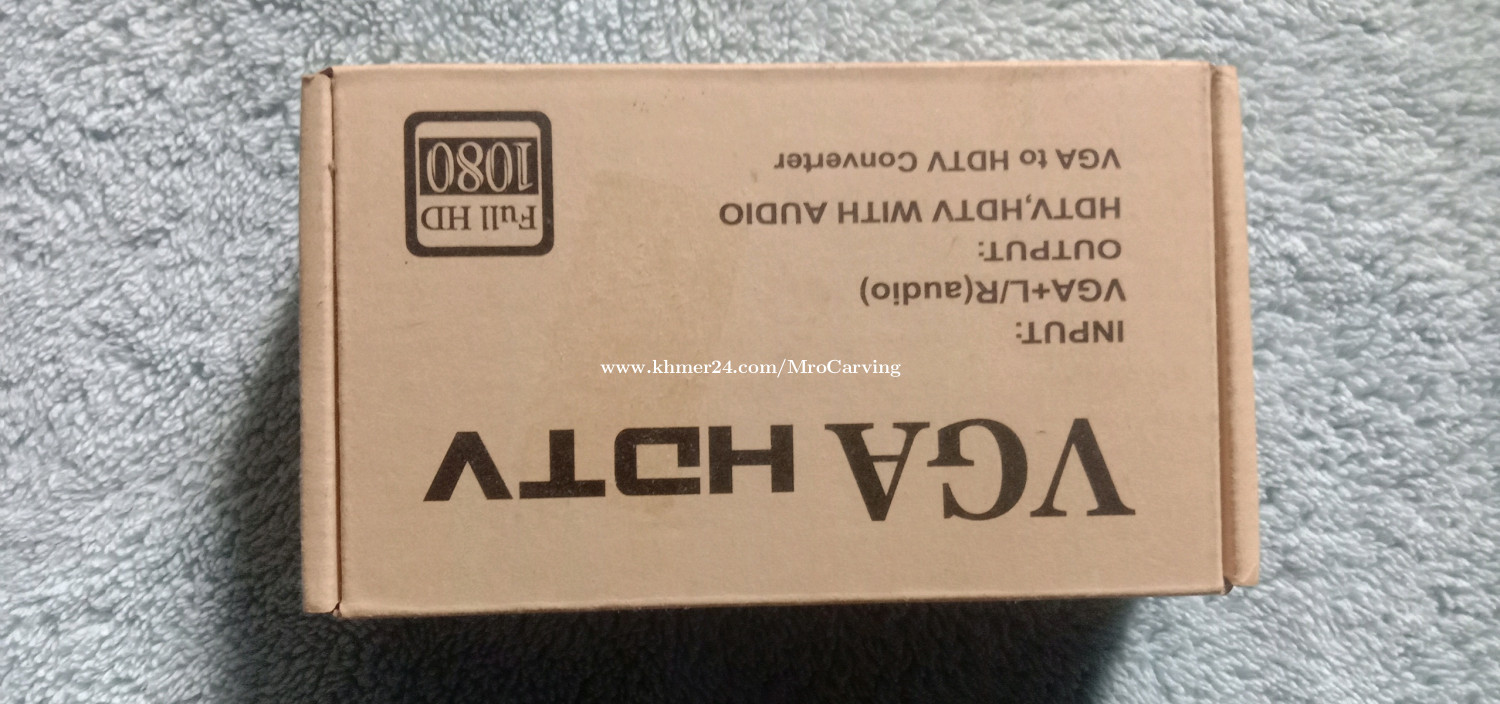 VGA HDTV
INPUT:
VGA+L/R(audio)
OUTPUT:
HDTV,HDTV WITH AUDIO
VGA to HDTV Converter
Full HD
1080
www.khmer24.com/MroCarving